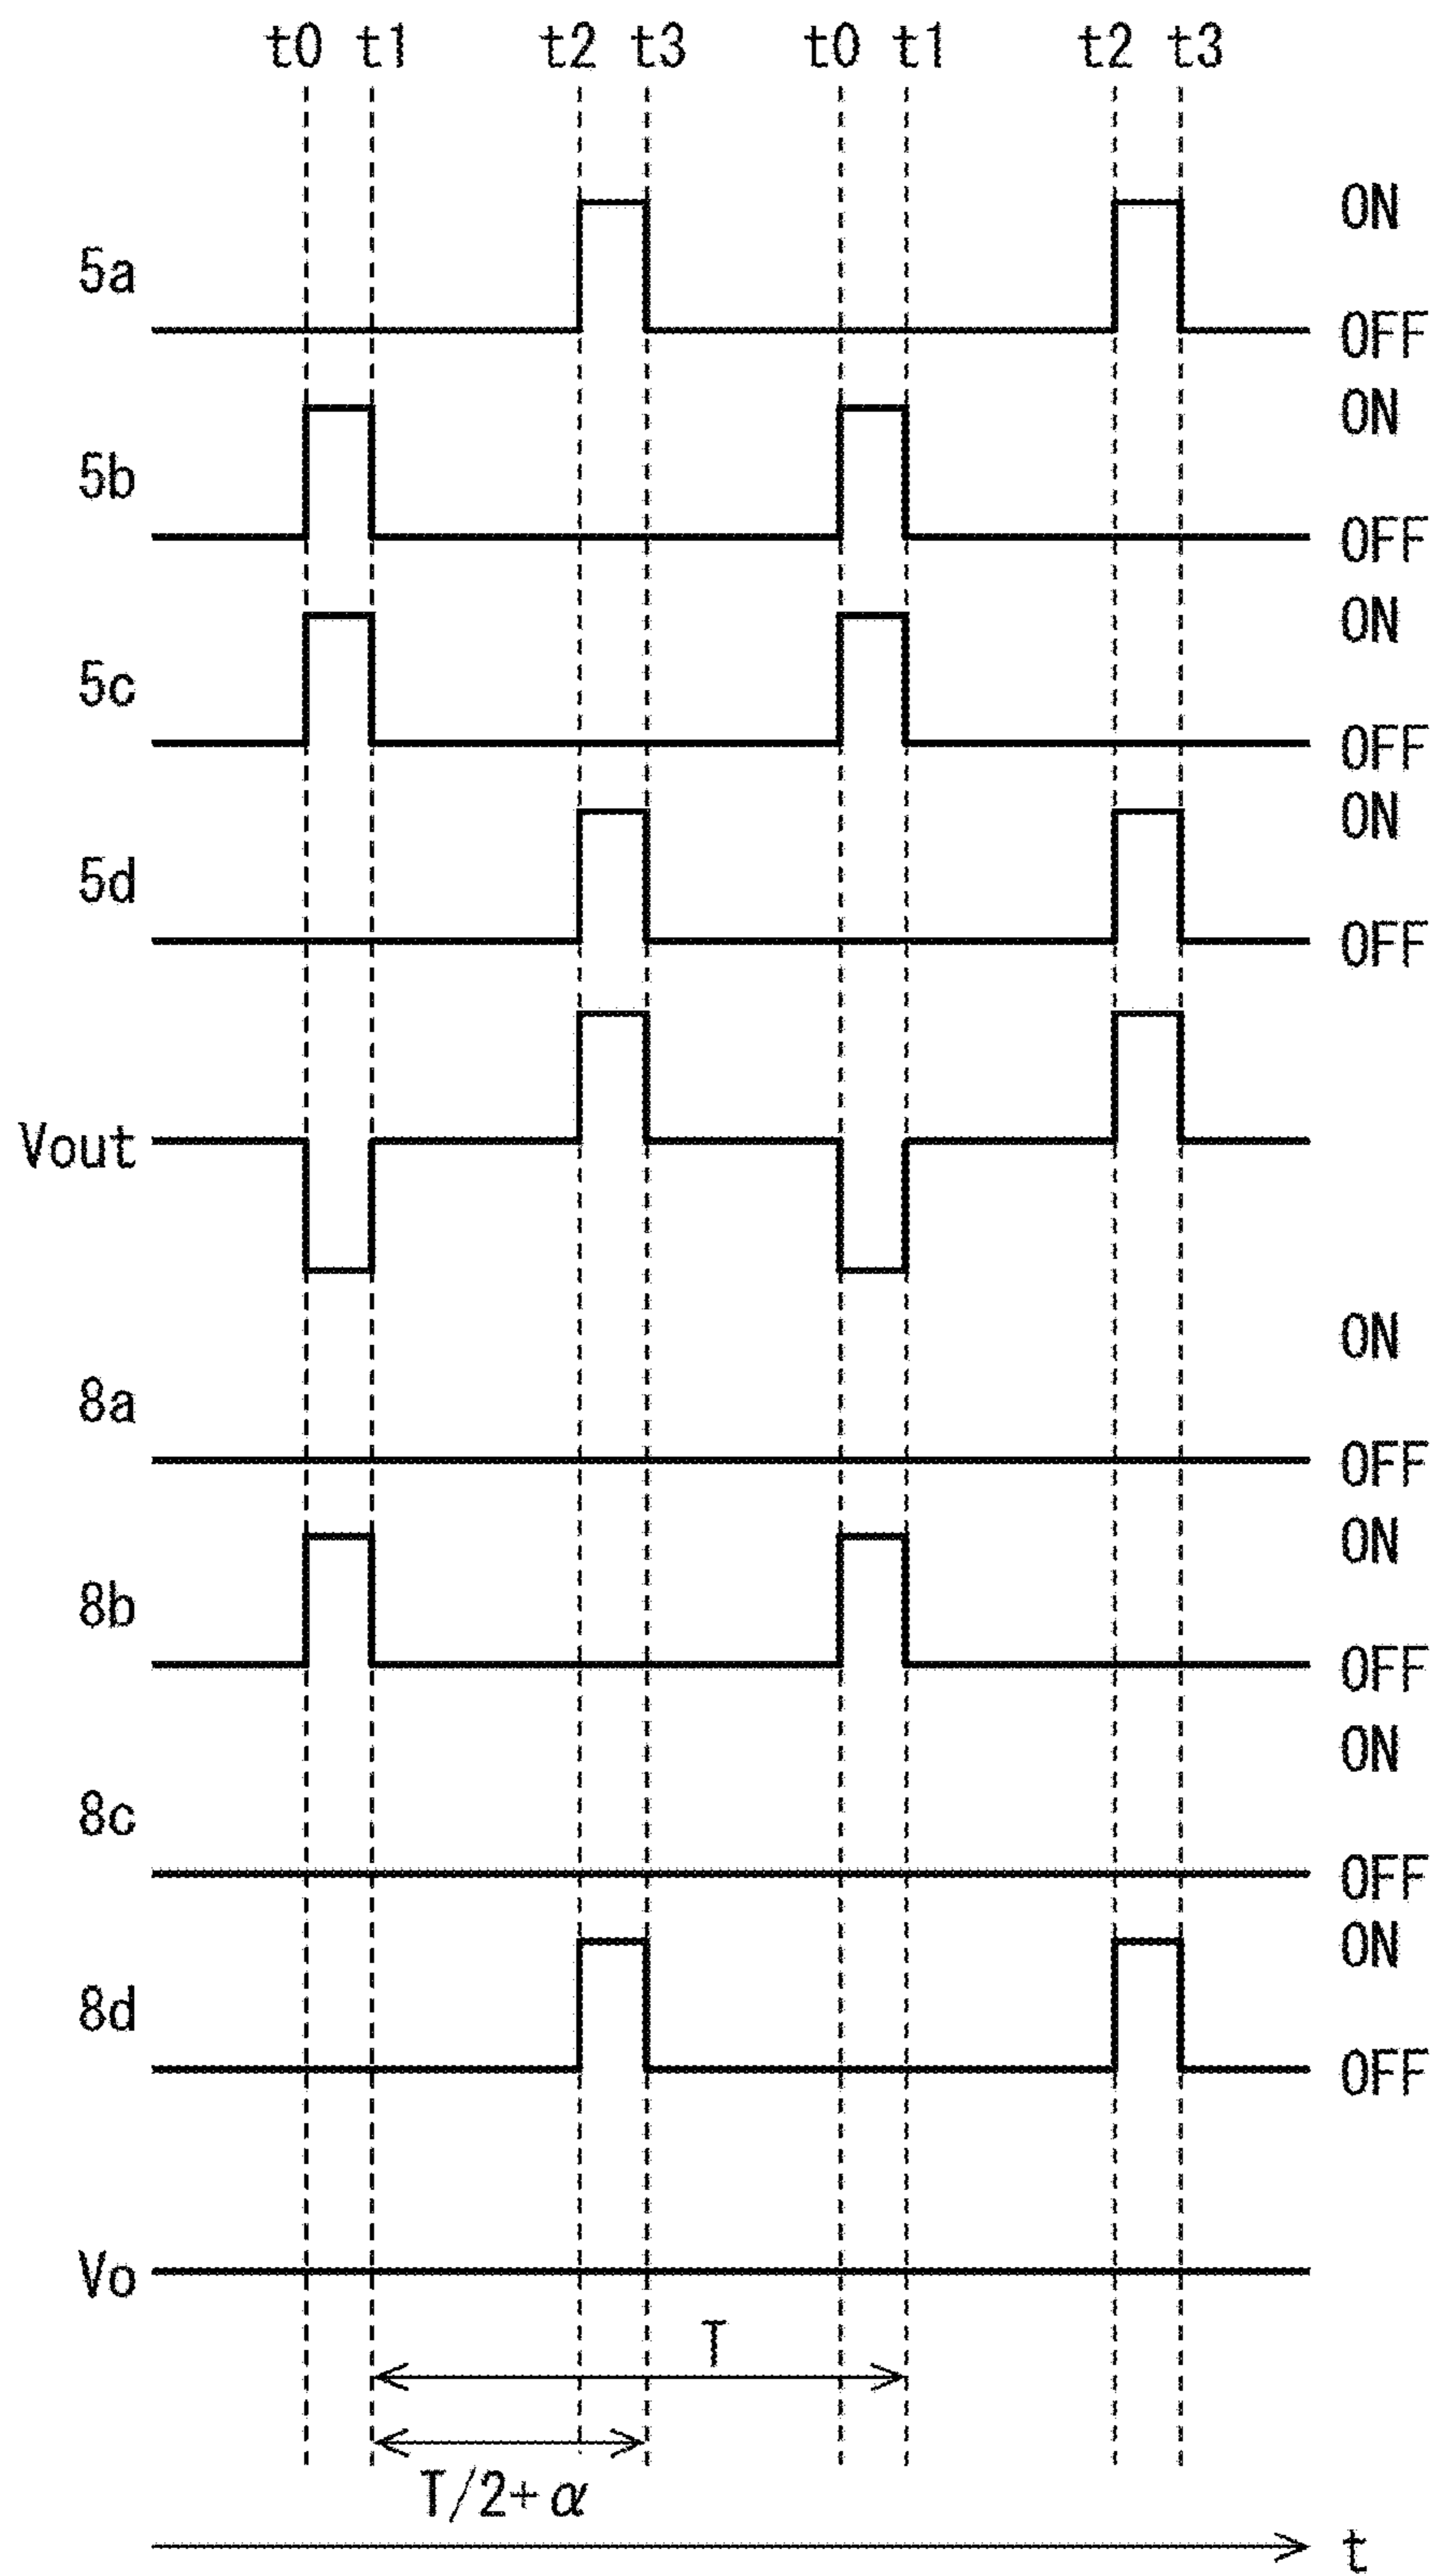 t0 t1 t2 t3 t0 t1 t2 t3
ON
5a
OFF
ON
5b
OFF
ON
5c
OFF
ON
5d
OFF
Vout
ON
8a
OFF
ON
8b
OFF
ON
8c
OFF
ON
8d
OFF
Vo
T
T/2+α
t